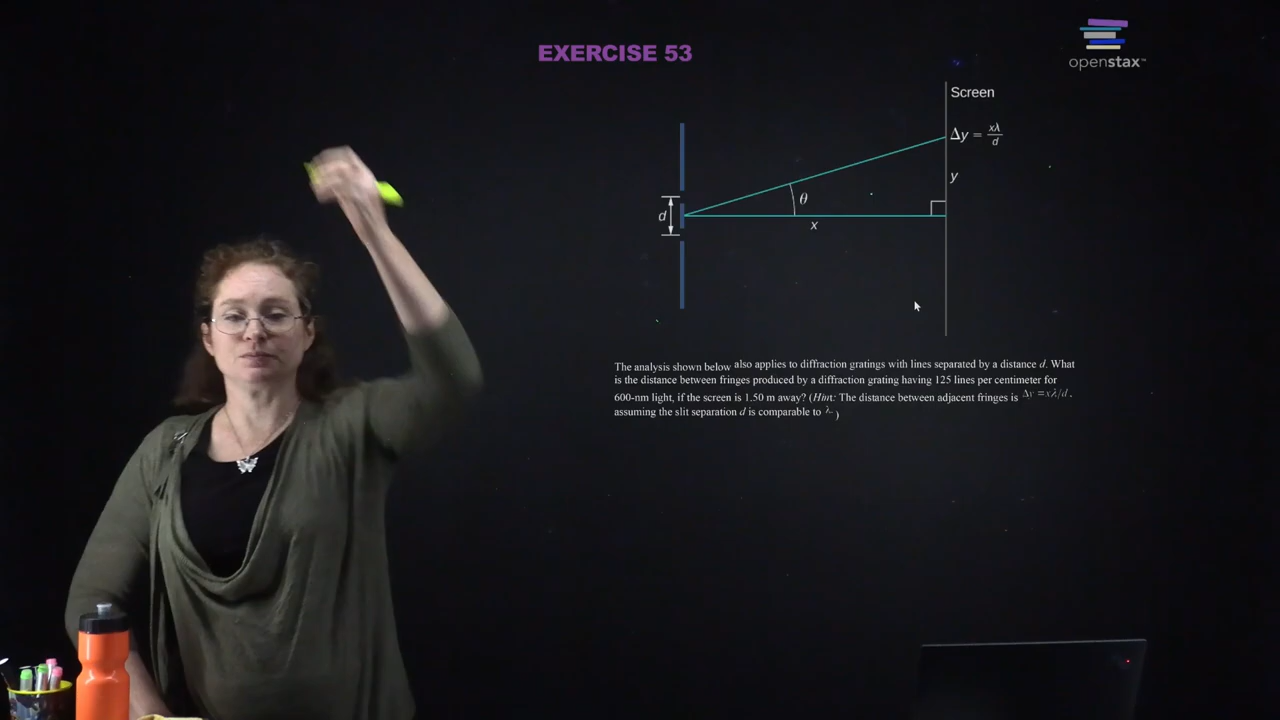 EXERCISE 53
openstax™
Screen
Δy = xλ/d
y
θ
d
x
The analysis shown below also applies to diffraction gratings with lines separated by a distance d. What
is the distance between fringes produced by a diffraction grating having 125 lines per centimeter for
600-nm light, if the screen is 1.50 m away? (Hint: The distance between adjacent fringes is Δy = xλ/d,
assuming the slit separation d is comparable to λ.)